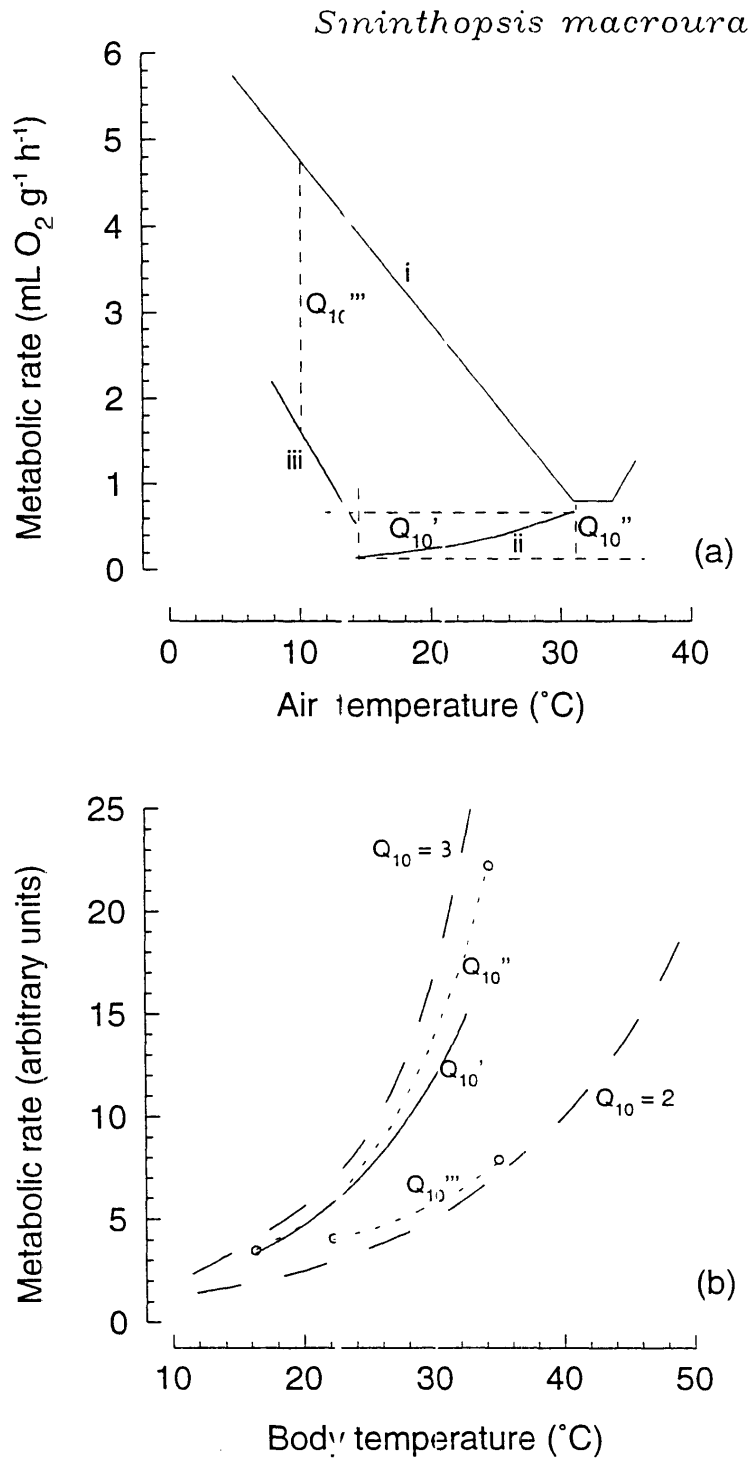 Sminthopsis macroura
6
5
4
3
2
1
0
Metabolic rate (mL O2 g-1 h-1)
i
Q10'''
iii
Q10'
ii
Q10''
(a)
0 10 20 30 40
Air temperature (°C)
25
20
15
10
5
0
Metabolic rate (arbitrary units)
Q10 = 3
Q10''
Q10'
Q10 = 2
Q10'''
(b)
10 20 30 40 50
Body temperature (°C)